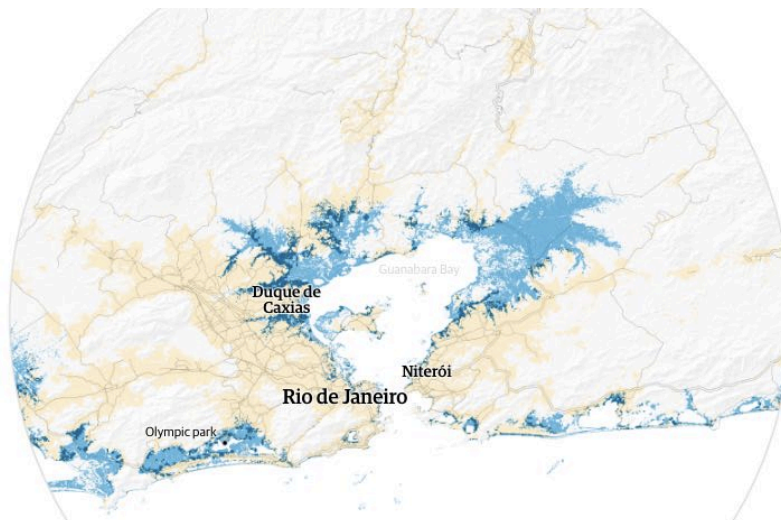 Guanabara Bay
Duque de
Caxias
Niterói
Rio de Janeiro
Olympic park